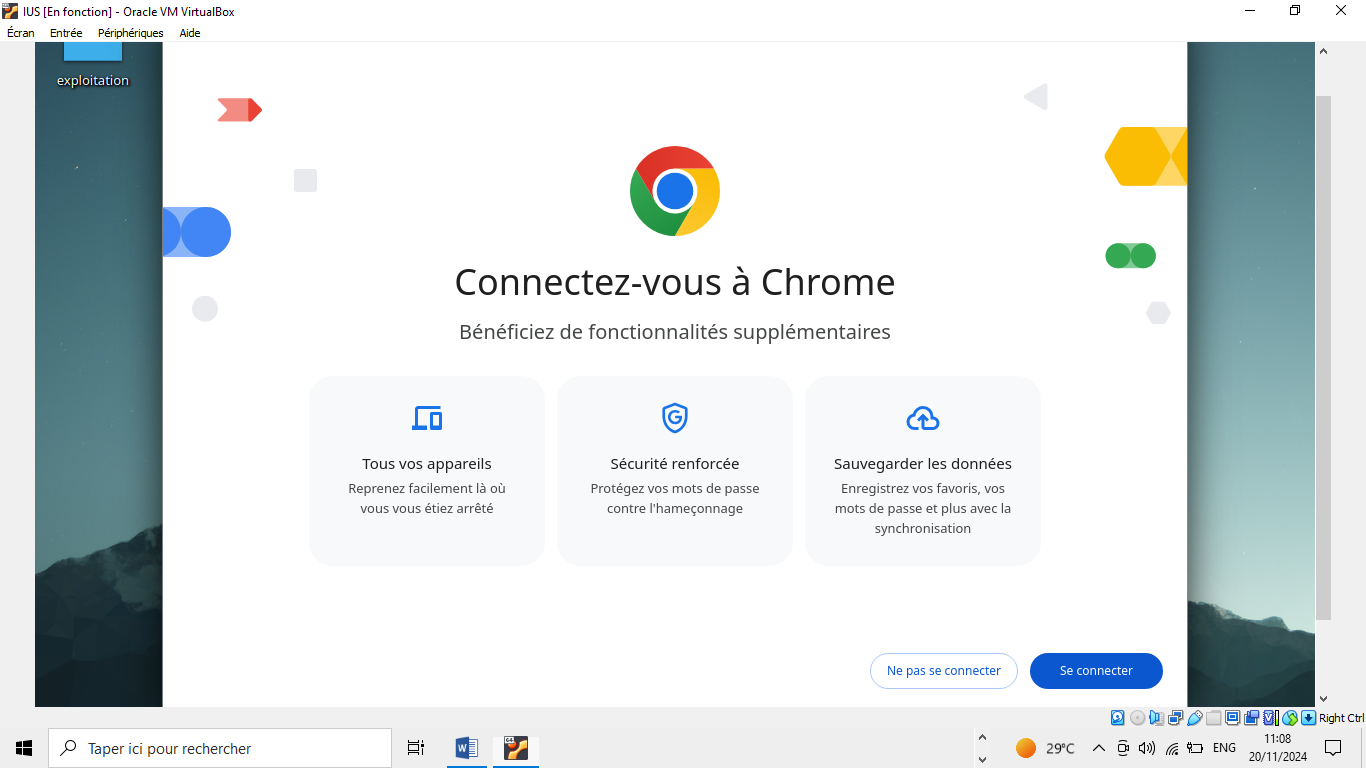 IUS [En fonction] - Oracle VM VirtualBox
Écran Entrée Périphériques Aide
exploitation
Connectez-vous à Chrome
Bénéficiez de fonctionnalités supplémentaires
Tous vos appareils
Reprenez facilement là où
vous vous étiez arrêté
Sécurité renforcée
Protégez vos mots de passe
contre l'hameçonnage
Sauvegarder les données
Enregistrez vos favoris, vos
mots de passe et plus avec la
synchronisation
Ne pas se connecter
Se connecter
Right Ctrl
Taper ici pour rechercher
29°C
ENG
11:08
20/11/2024